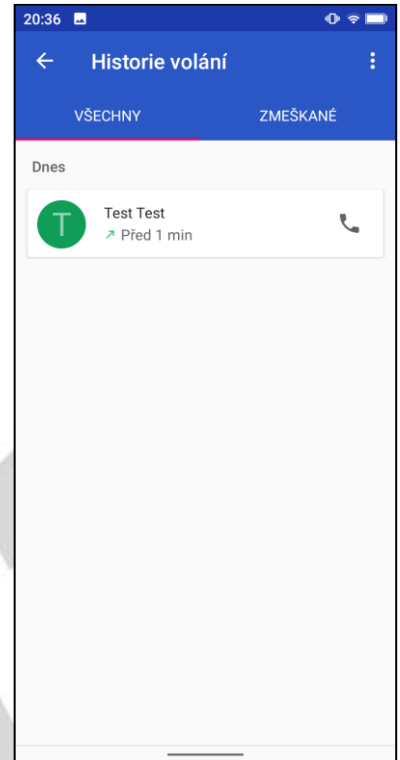 20:36
Historie volání
VŠECHNY ZMEŠKANÉ
Dnes
T
Test Test
Před 1 min